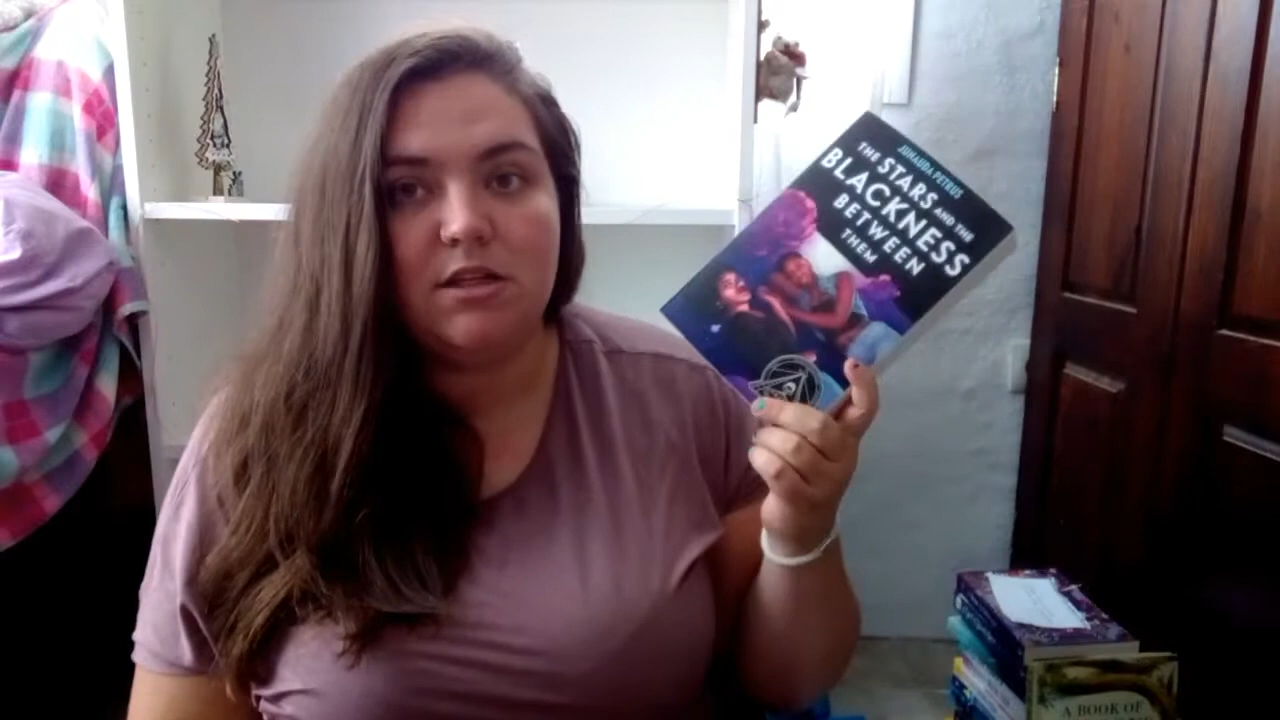 JUNAUDA PETRUS
THE STARS AND THE
BLACKNESS
BETWEEN
THEM
A BOOK OF